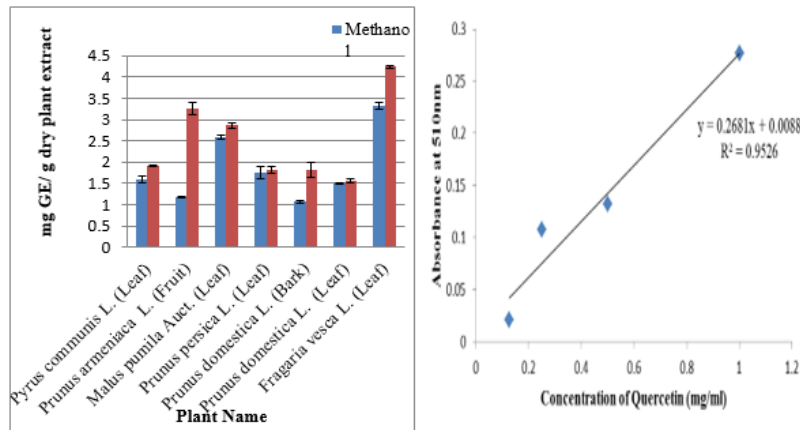 Methano
l
4.5
4
3.5
3
2.5
2
1.5
1
0.5
0
mg GE/ g dry plant extract
Pyrus communis L. (Leaf)
Prunus armeniaca L. (Fruit)
Malus pumila Auct. (Leaf)
Prunus persica L. (Leaf)
Prunus domestica L. (Bark)
Prunus domestica L. (Leaf)
Fragaria vesca L. (Leaf)
Plant Name
0.3
0.25
0.2
0.15
0.1
0.05
0
Absorbance at 510nm
y = 0.2681x + 0.0088
R² = 0.9526
0 0.2 0.4 0.6 0.8 1 1.2
Concentration of Quercetin (mg/ml)